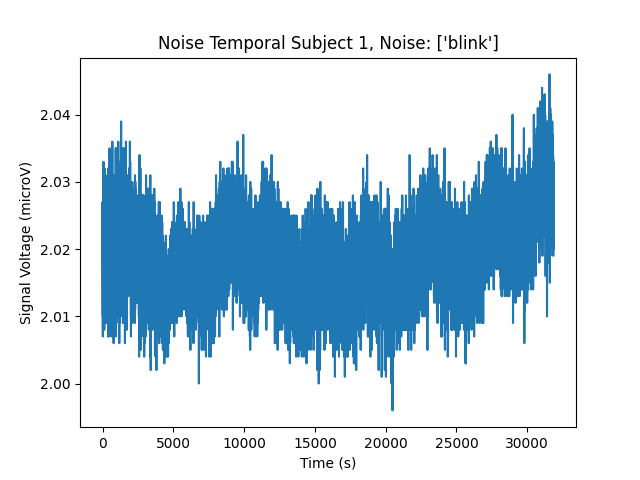 Noise Temporal Subject 1, Noise: ['blink']
Signal Voltage (microV)
2.04
2.03
2.02
2.01
2.00
0 5000 10000 15000 20000 25000 30000
Time (s)